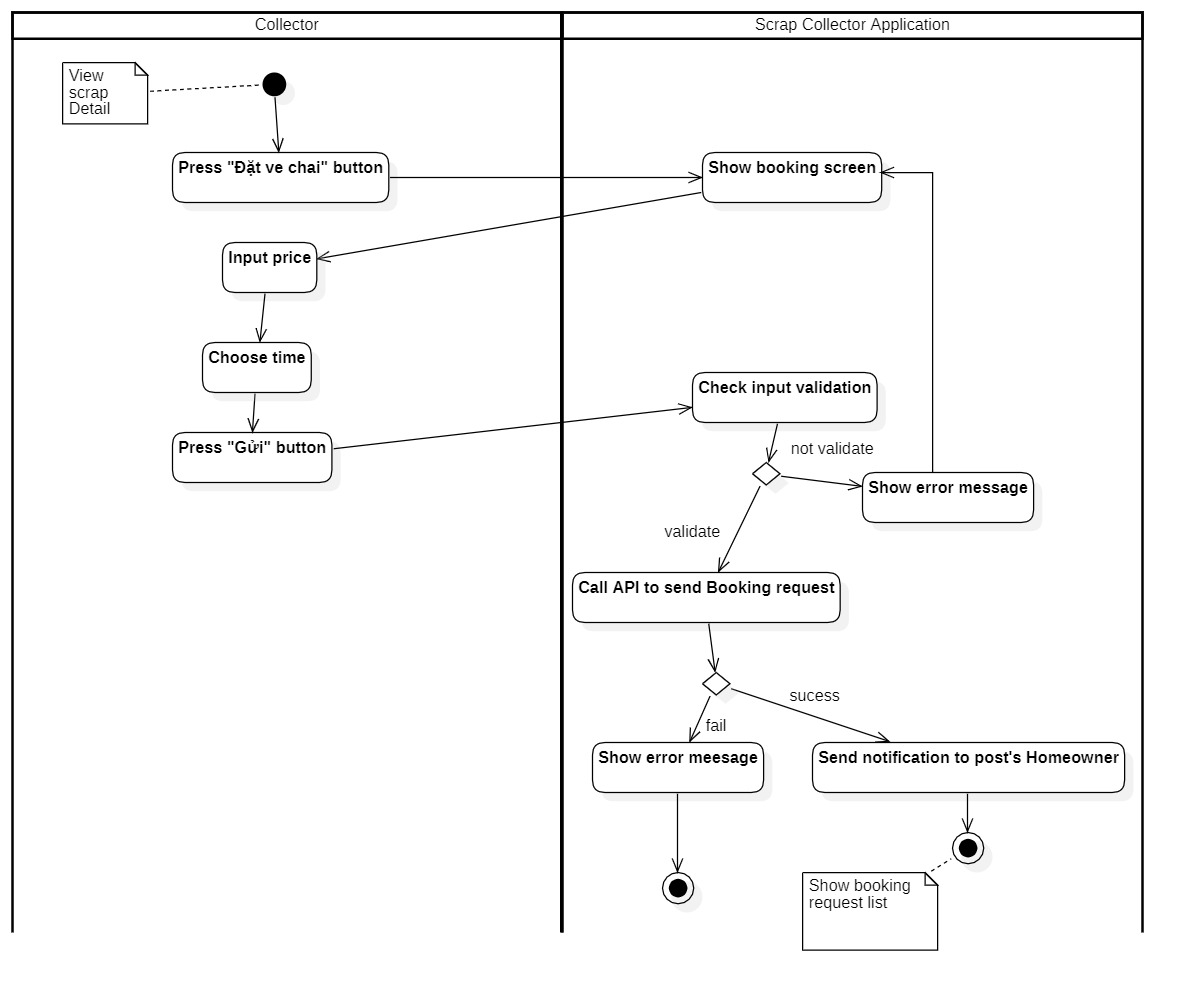 Collector
Scrap Collector Application
View
scrap
Detail
Press "Đặt ve chai" button
Show booking screen
Input price
Choose time
Check input validation
Press "Gửi" button
not validate
Show error message
validate
Call API to send Booking request
sucess
fail
Show error meesage
Send notification to post's Homeowner
Show booking
request list